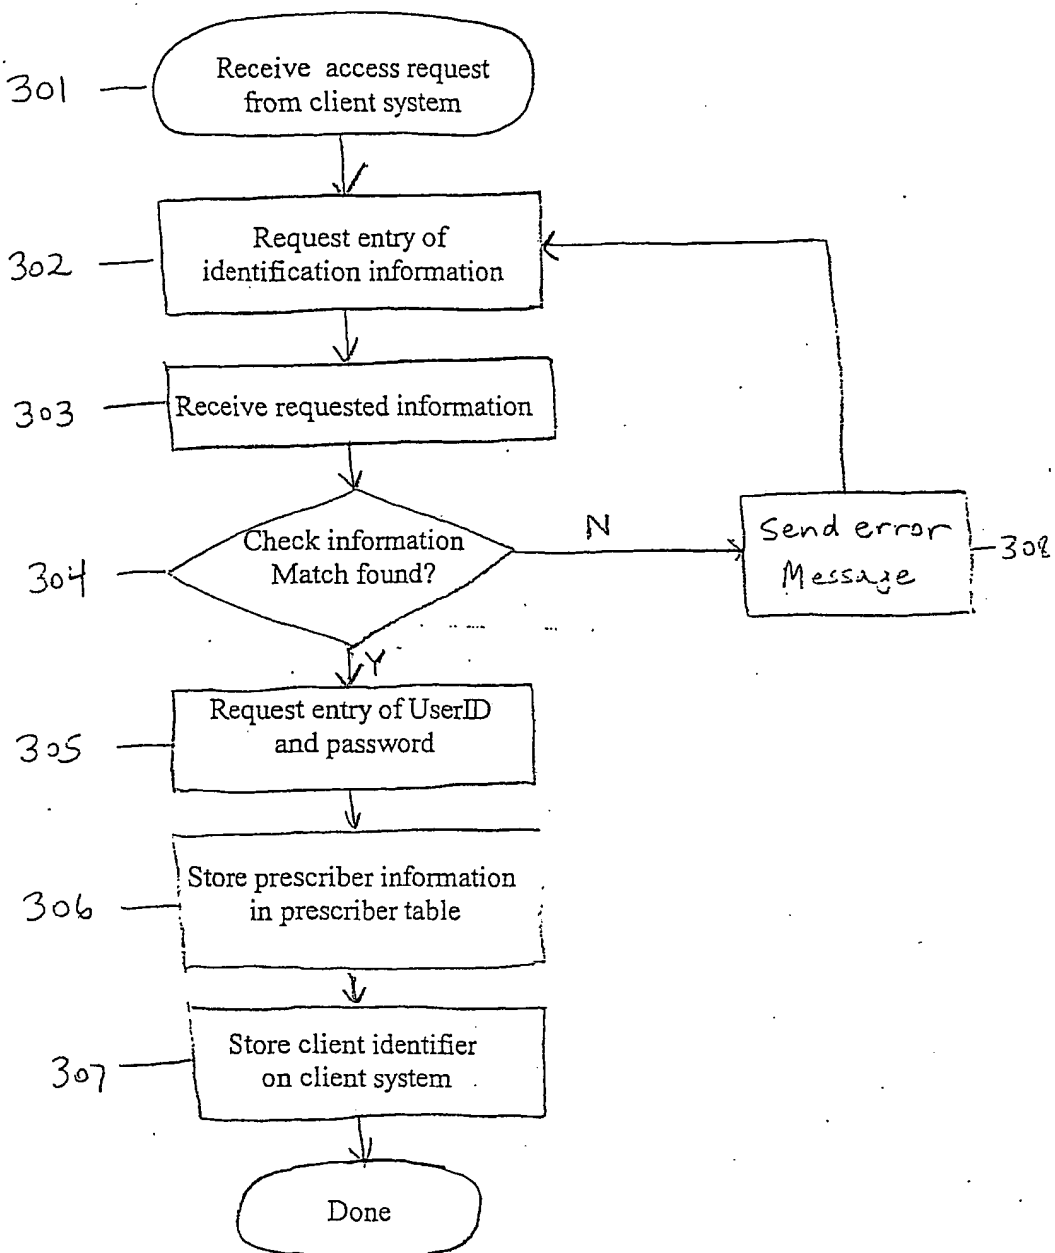 301
Receive access request
from client system
302
Request entry of
identification information
303
Receive requested information
304
Check information
Match found?
N
Send error
Message
308
Y
305
Request entry of UserID
and password
306
Store prescriber information
in prescriber table
307
Store client identifier
on client system
Done